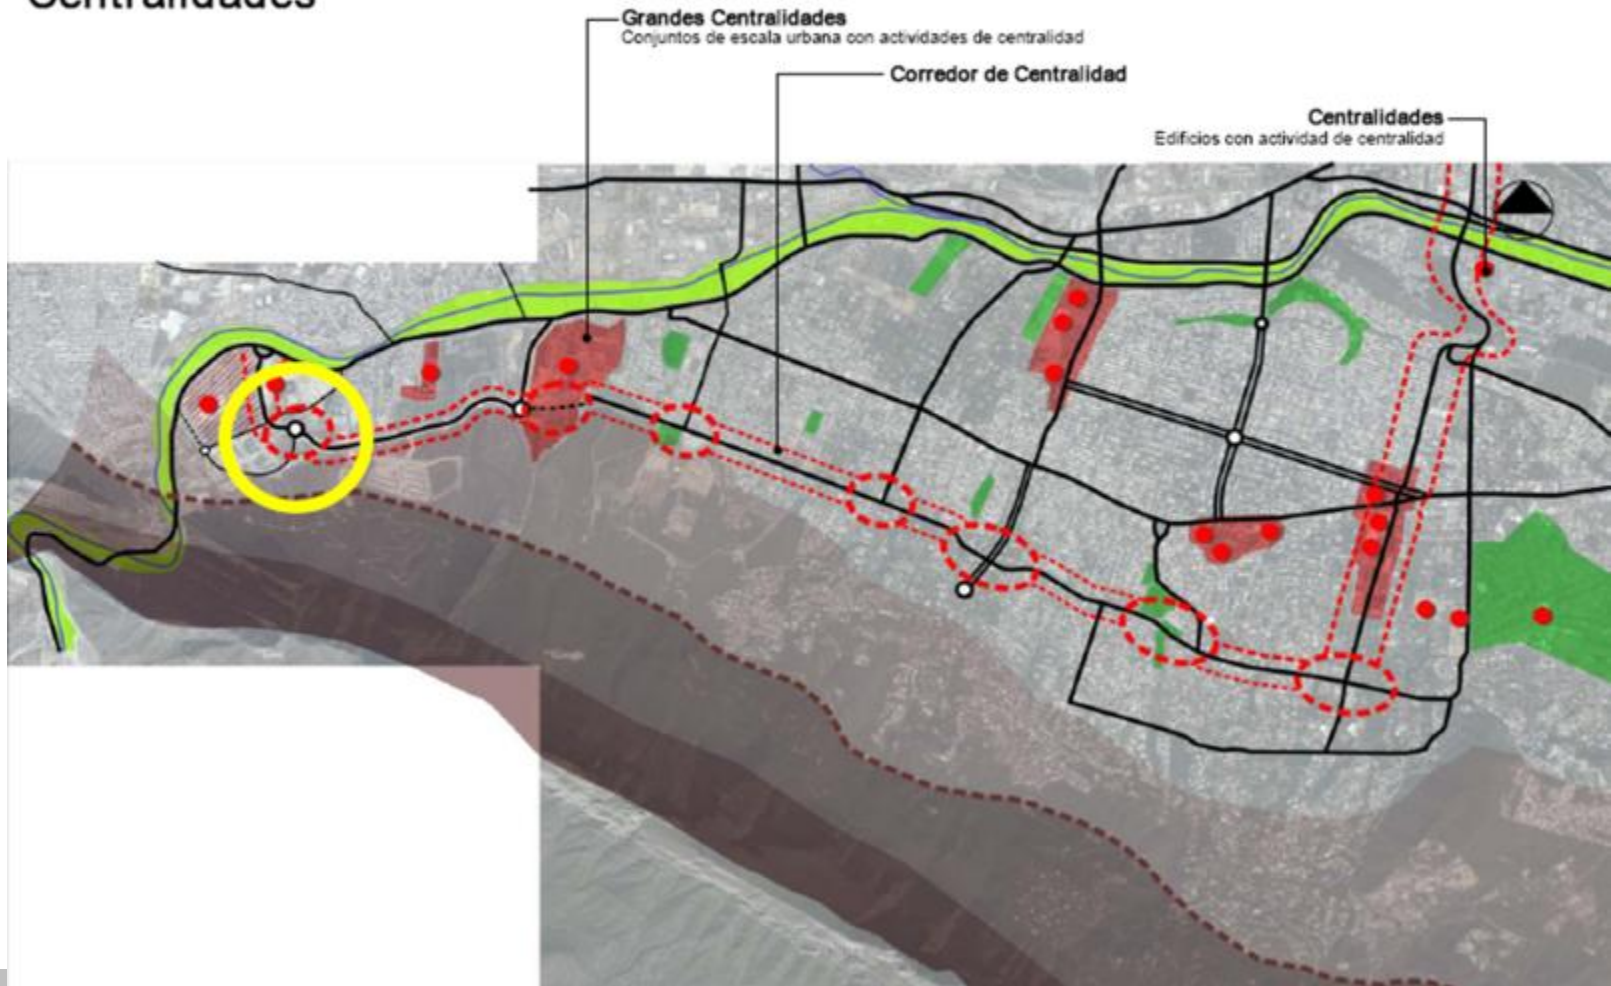 Centralidades
Grandes Centralidades
Conjuntos de escala urbana con actividades de centralidad
Corredor de Centralidad
Centralidades
Edificios con actividad de centralidad